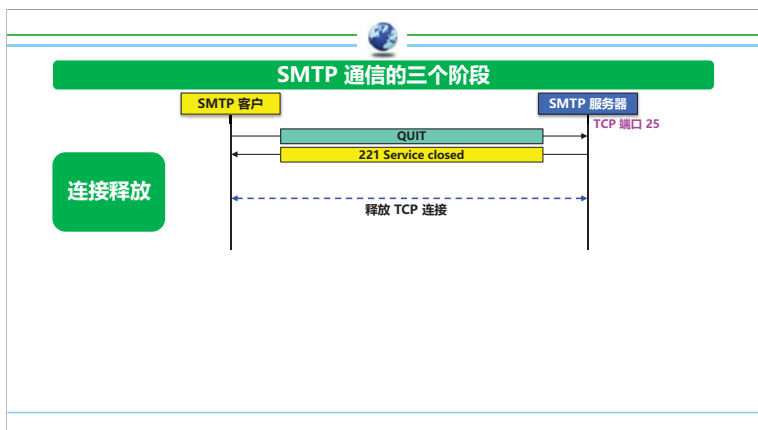 SMTP 通信的三个阶段
SMTP 客户
SMTP 服务器
TCP 端口 25
QUIT
221 Service closed
连接释放
释放 TCP 连接